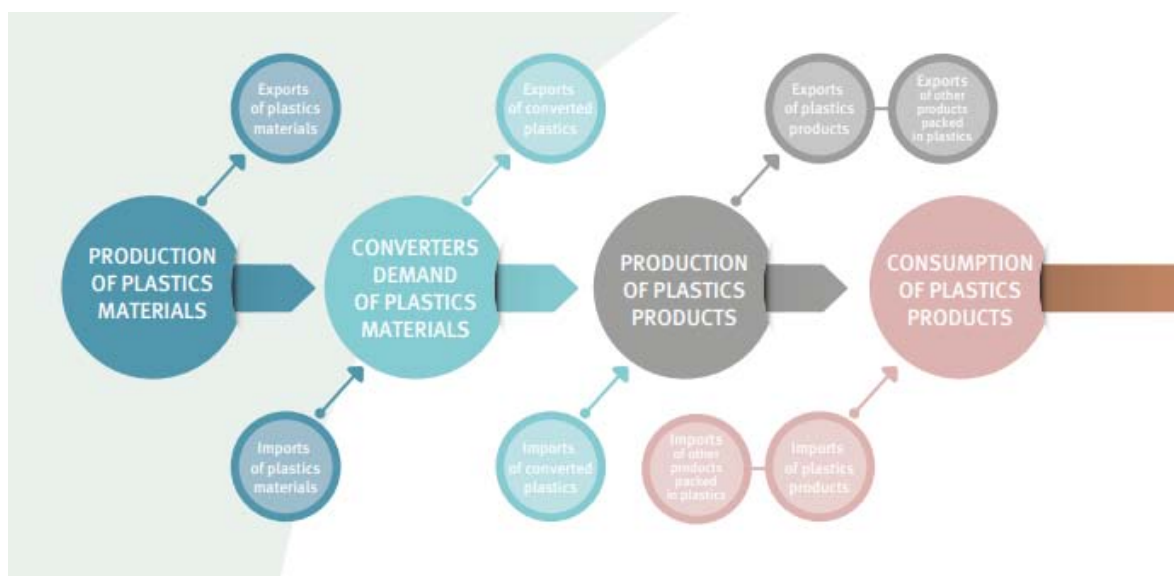 Exports
of plastics
materials
Exports
of converted
plastics
Exports
of plastics
products
Exports
of other
products
packed
in plastics
PRODUCTION
OF PLASTICS
MATERIALS
CONVERTERS
DEMAND
OF PLASTICS
MATERIALS
PRODUCTION
OF PLASTICS
PRODUCTS
CONSUMPTION
OF PLASTICS
PRODUCTS
Imports
of plastics
materials
Imports
of converted
plastics
Imports
of other
products
packed
in plastics
Imports
of plastics
products